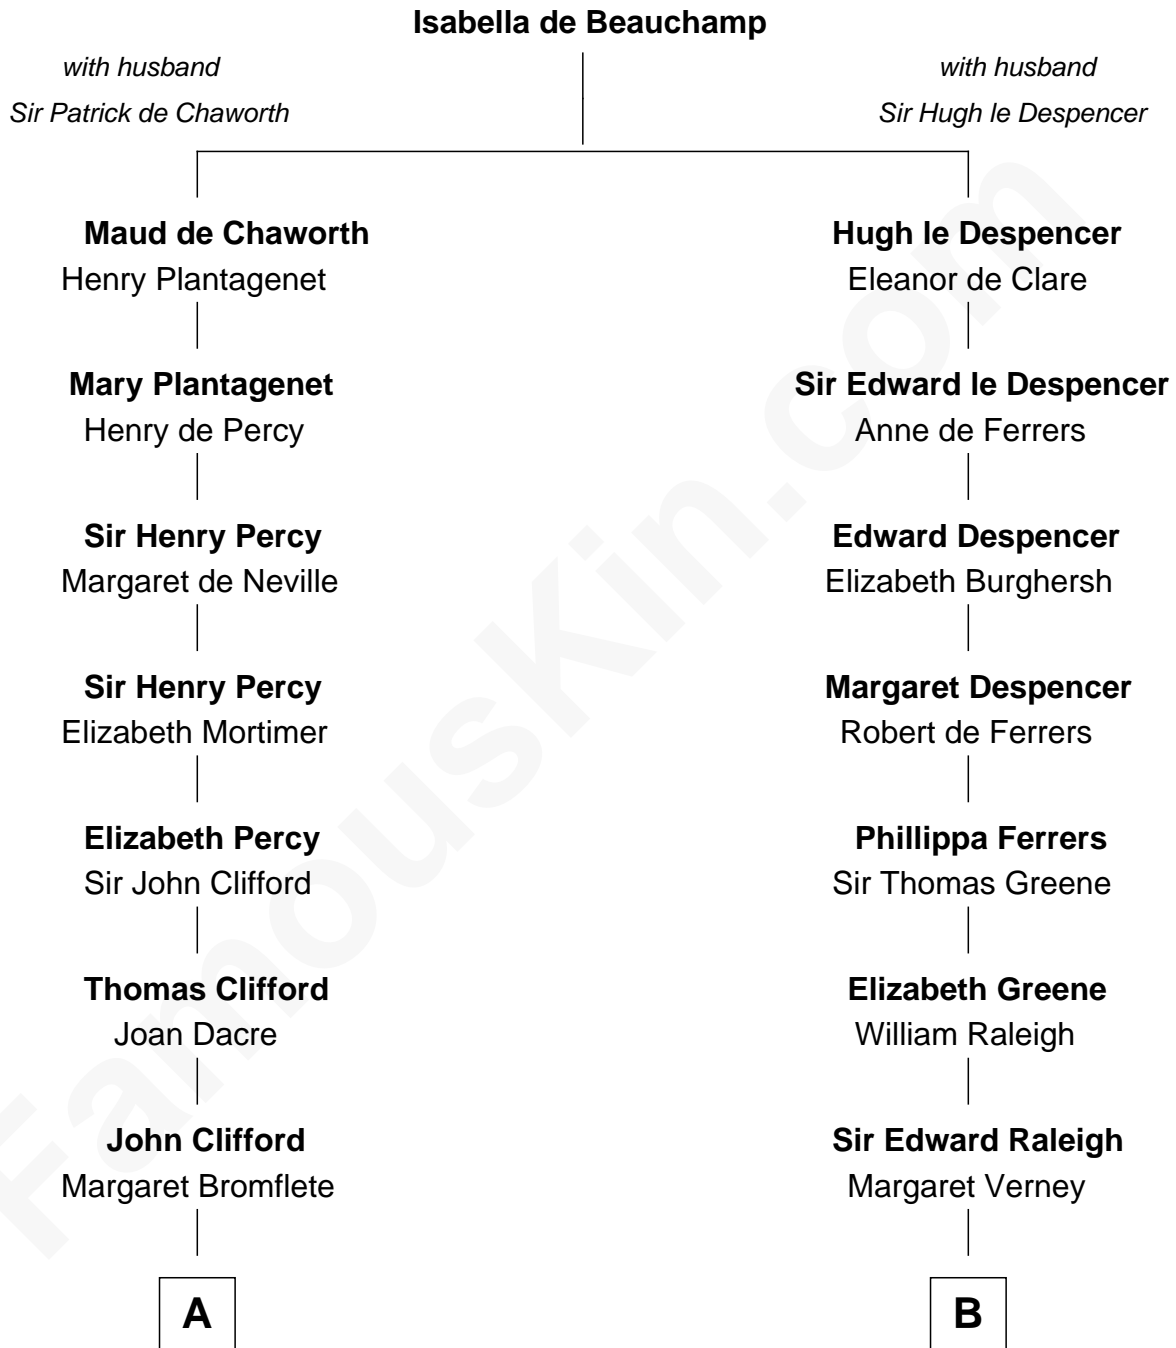 Isabella de Beauchamp
with husband
Sir Patrick de Chaworth
with husband
Sir Hugh le Despencer
Maud de Chaworth
Henry Plantagenet
Hugh le Despencer
Eleanor de Clare
Mary Plantagenet
Henry de Percy
Sir Edward le Despencer
Anne de Ferrers
Sir Henry Percy
Margaret de Neville
Edward Despencer
Elizabeth Burghersh
Sir Henry Percy
Elizabeth Mortimer
Margaret Despencer
Robert de Ferrers
Elizabeth Percy
Sir John Clifford
Phillippa Ferrers
Sir Thomas Greene
Thomas Clifford
Joan Dacre
Elizabeth Greene
William Raleigh
John Clifford
Margaret Bromflete
Sir Edward Raleigh
Margaret Verney
A
B
FamousKin.com